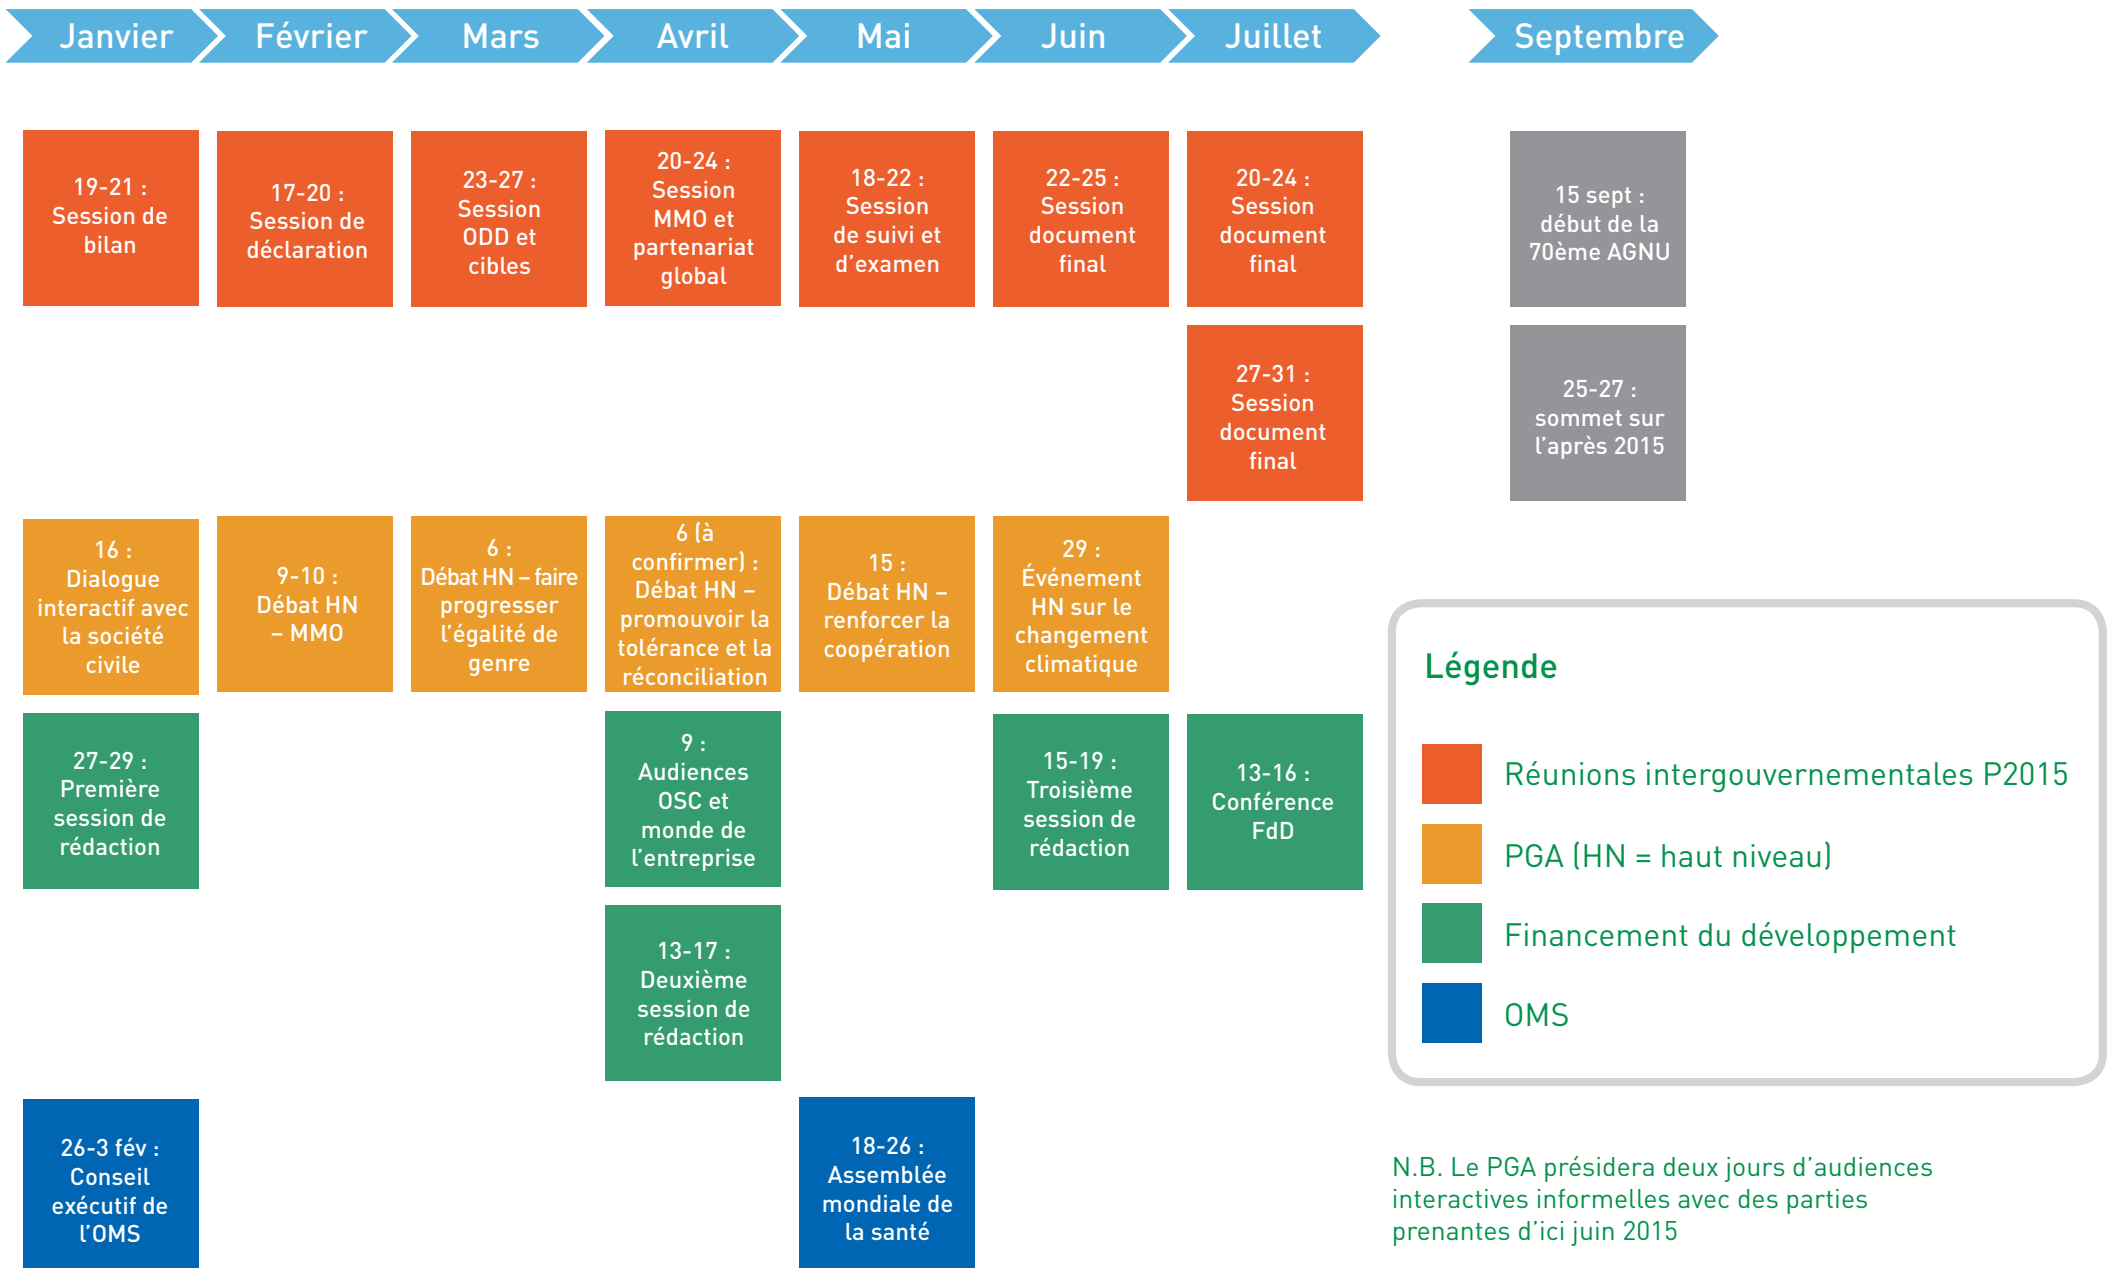 Janvier
Février
Mars
Avril
Mai
Juin
Juillet
Septembre
19-21 :
Session de
bilan
17-20 :
Session de
déclaration
23-27 :
Session
ODD et
cibles
20-24 :
Session
MMO et
partenariat
global
18-22 :
Session
de suivi et
d'examen
22-25 :
Session
document
final
20-24 :
Session
document
final
15 sept :
début de la
70ème AGNU
27-31 :
Session
document
final
25-27 :
sommet sur
l'après 2015
16 :
Dialogue
interactif avec
la société
civile
9-10 :
Débat HN
– MMO
6 :
Débat HN – faire
progresser
l'égalité de
genre
6 (à
confirmer) :
Débat HN –
promouvoir la
tolérance et la
réconciliation
15 :
Débat HN –
renforcer la
coopération
29 :
Événement
HN sur le
changement
climatique
27-29 :
Première
session de
rédaction
9 :
Audiences
OSC et
monde de
l'entreprise
15-19 :
Troisième
session de
rédaction
13-16 :
Conférence
FdD
13-17 :
Deuxième
session de
rédaction
26-3 fév :
Conseil
exécutif de
l'OMS
18-26 :
Assemblée
mondiale de
la santé
Légende
Réunions intergouvernementales P2015
PGA (HN = haut niveau)
Financement du développement
OMS
N.B. Le PGA présidera deux jours d'audiences
interactives informelles avec des parties
prenantes d'ici juin 2015